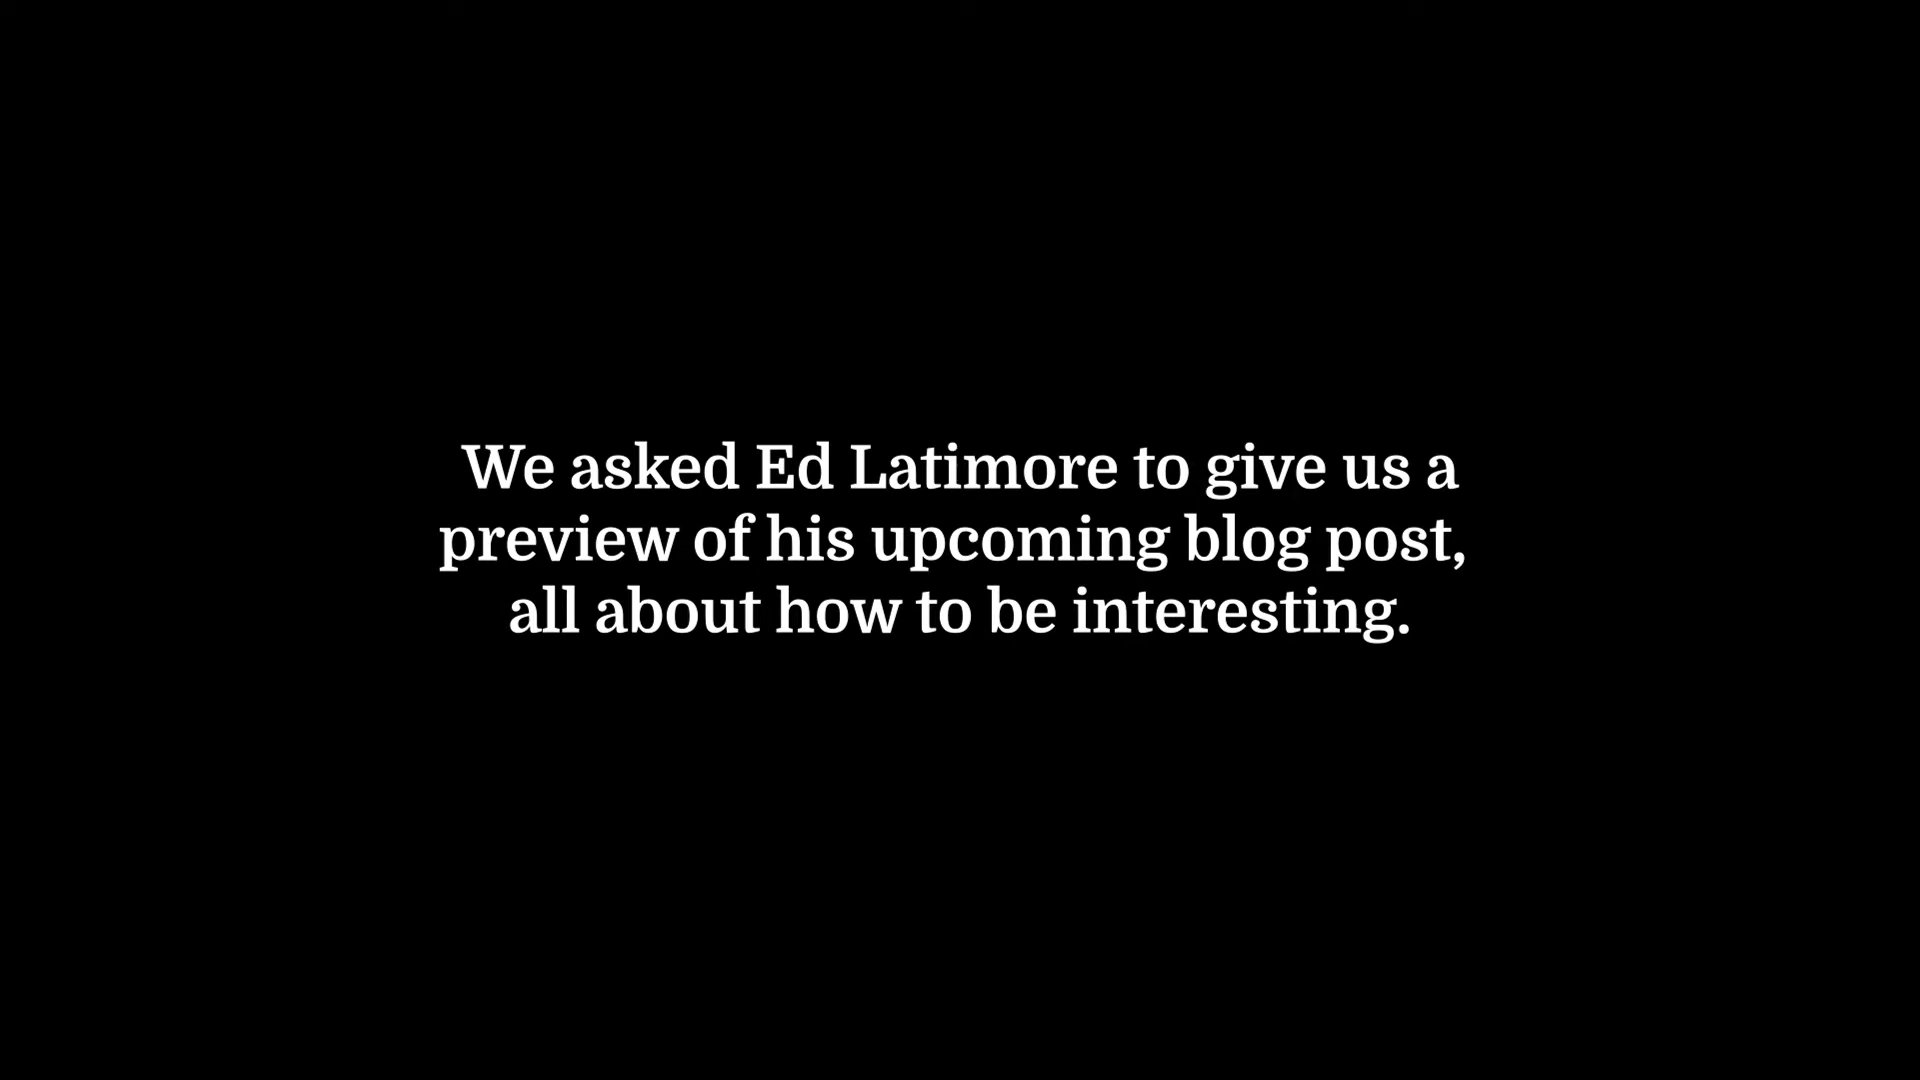 We asked Ed Latimore to give us a
preview of his upcoming blog post,
all about how to be interesting.